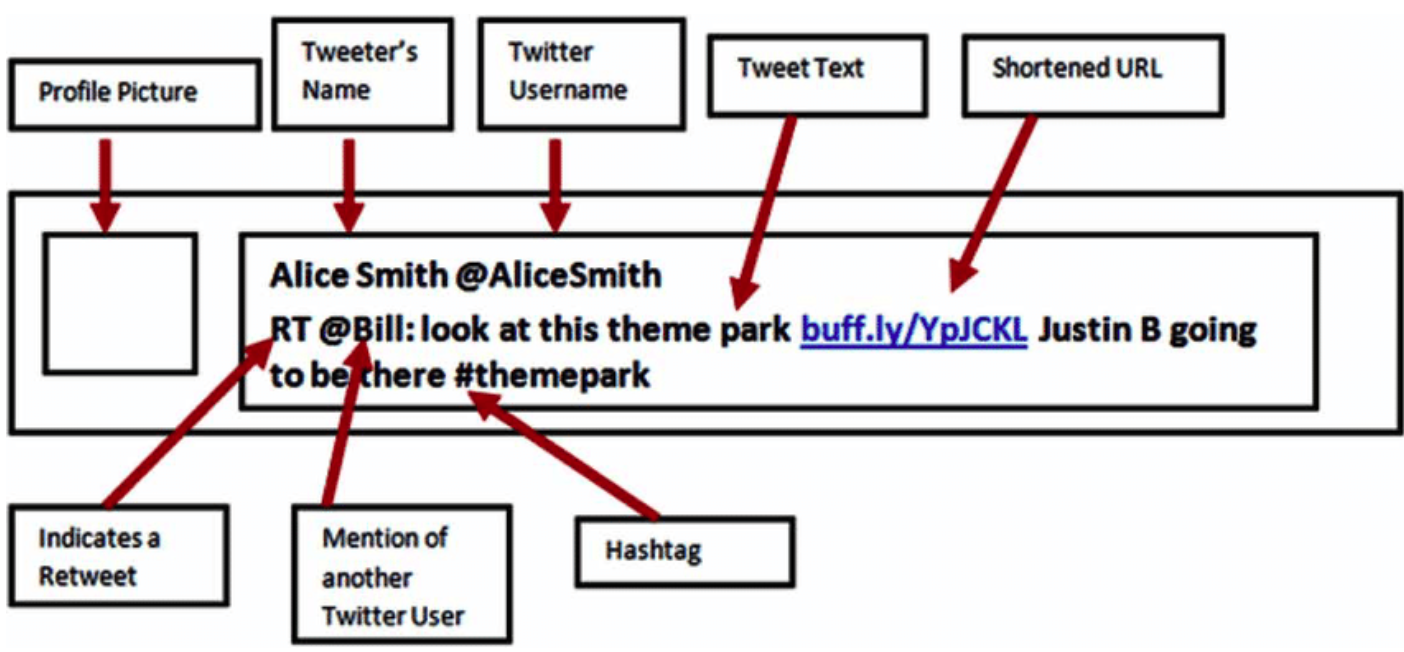 Profile Picture
Tweeter's
Name
Twitter
Username
Tweet Text
Shortened URL
Alice Smith @AliceSmith
RT @Bill: look at this theme park buff.ly/YpJCKL Justin B going
to be there #themepark
Indicates a
Retweet
Mention of
another
Twitter User
Hashtag